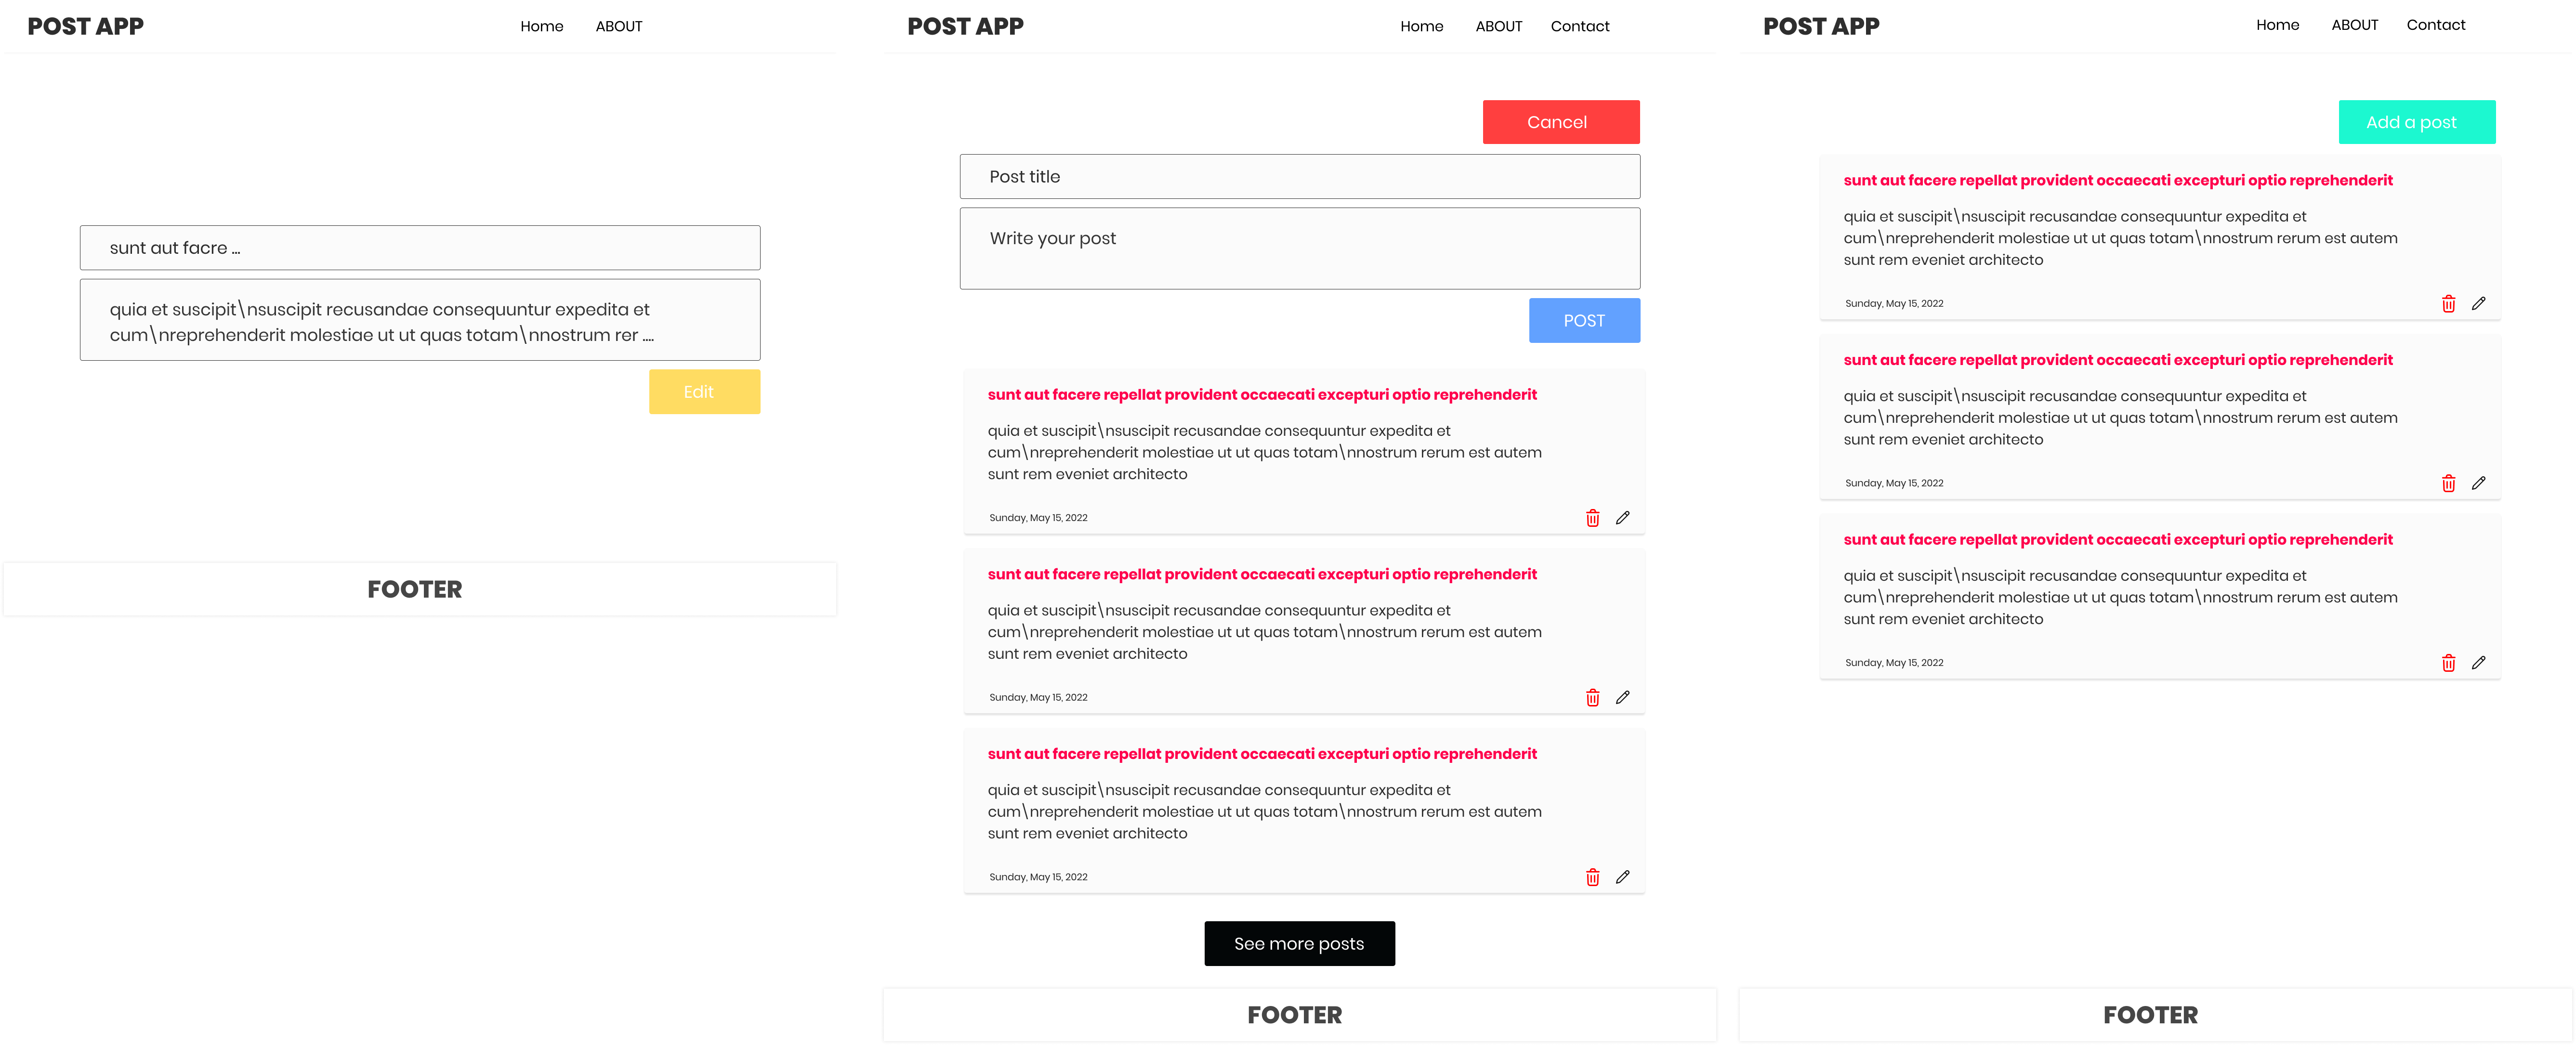 POST APP
Home ABOUT
sunt aut facre ...
quia et suscipit\nsuscipit recusandae consequuntur expedita et
cum\nreprehenderit molestiae ut ut quas totam\nnostrum rer ....
Edit
FOOTER
POST APP
Home ABOUT Contact
Cancel
Post title
Write your post
POST
sunt aut facere repellat provident occaecati excepturi optio reprehenderit
quia et suscipit\nsuscipit recusandae consequuntur expedita et
cum\nreprehenderit molestiae ut ut quas totam\nnostrum rerum est autem
sunt rem eveniet architecto
Sunday, May 15, 2022
sunt aut facere repellat provident occaecati excepturi optio reprehenderit
quia et suscipit\nsuscipit recusandae consequuntur expedita et
cum\nreprehenderit molestiae ut ut quas totam\nnostrum rerum est autem
sunt rem eveniet architecto
Sunday, May 15, 2022
sunt aut facere repellat provident occaecati excepturi optio reprehenderit
quia et suscipit\nsuscipit recusandae consequuntur expedita et
cum\nreprehenderit molestiae ut ut quas totam\nnostrum rerum est autem
sunt rem eveniet architecto
Sunday, May 15, 2022
See more posts
FOOTER
POST APP
Home ABOUT Contact
Add a post
sunt aut facere repellat provident occaecati excepturi optio reprehenderit
quia et suscipit\nsuscipit recusandae consequuntur expedita et
cum\nreprehenderit molestiae ut ut quas totam\nnostrum rerum est autem
sunt rem eveniet architecto
Sunday, May 15, 2022
sunt aut facere repellat provident occaecati excepturi optio reprehenderit
quia et suscipit\nsuscipit recusandae consequuntur expedita et
cum\nreprehenderit molestiae ut ut quas totam\nnostrum rerum est autem
sunt rem eveniet architecto
Sunday, May 15, 2022
sunt aut facere repellat provident occaecati excepturi optio reprehenderit
quia et suscipit\nsuscipit recusandae consequuntur expedita et
cum\nreprehenderit molestiae ut ut quas totam\nnostrum rerum est autem
sunt rem eveniet architecto
Sunday, May 15, 2022
FOOTER